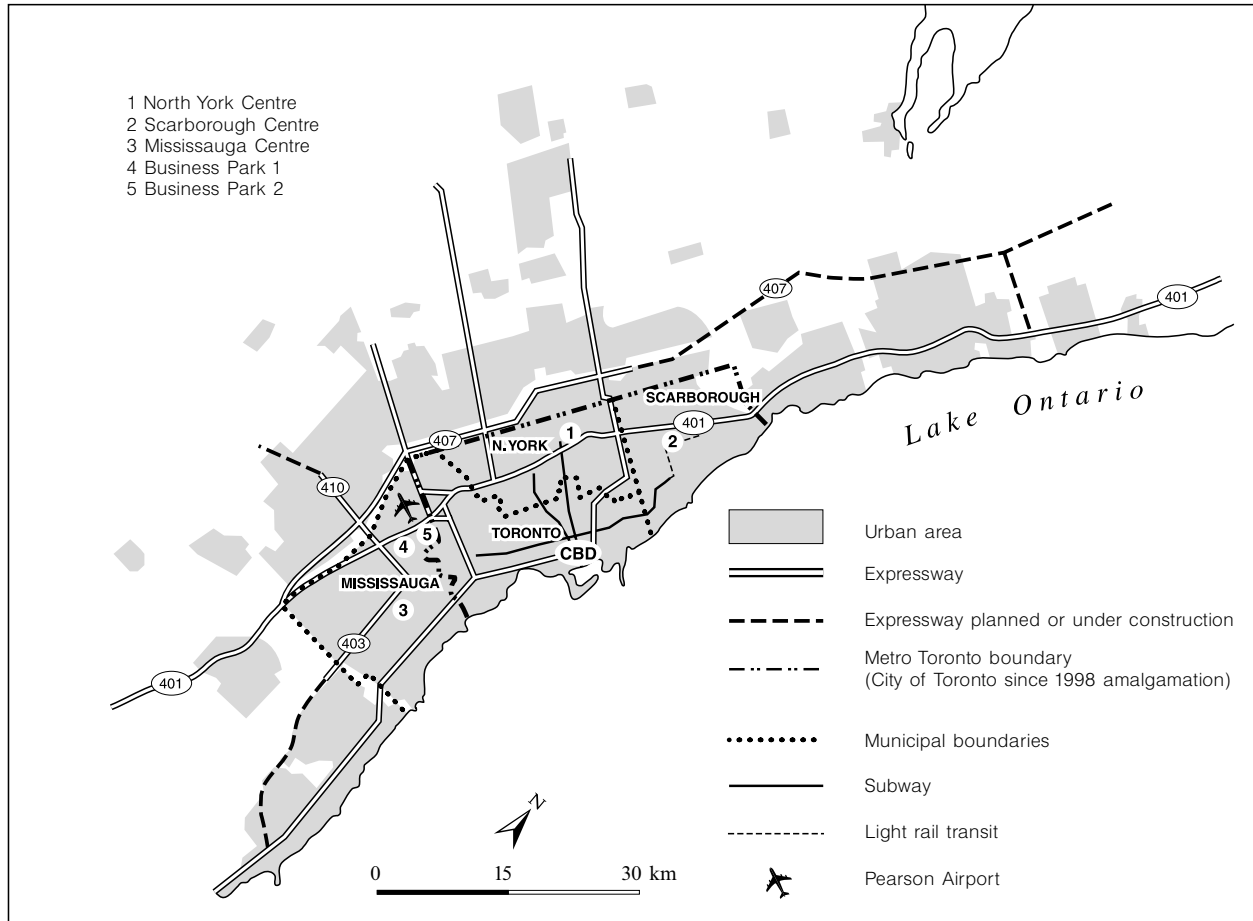 1 North York Centre
2 Scarborough Centre
3 Mississauga Centre
4 Business Park 1
5 Business Park 2
407
401
SCARBOROUGH
Lake Ontario
401
2
1
N.YORK
407
410
5
4
TORONTO
CBD
MISSISSAUGA
3
403
401
Urban area
Expressway
Expressway planned or under construction
Metro Toronto boundary
(City of Toronto since 1998 amalgamation)
Municipal boundaries
Subway
Light rail transit
Pearson Airport
N
0 15 30 km